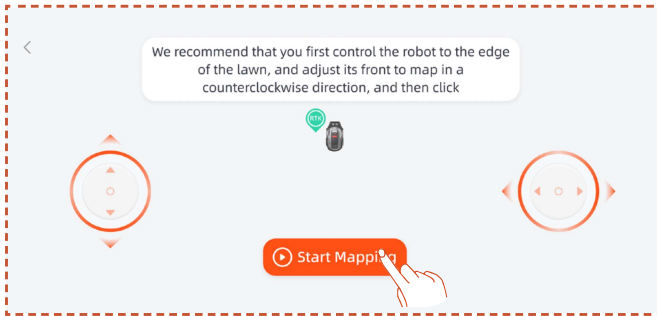 We recommend that you first control the robot to the edge
of the lawn, and adjust its front to map in a
counterclockwise direction, and then click
RTK
Start Mapping